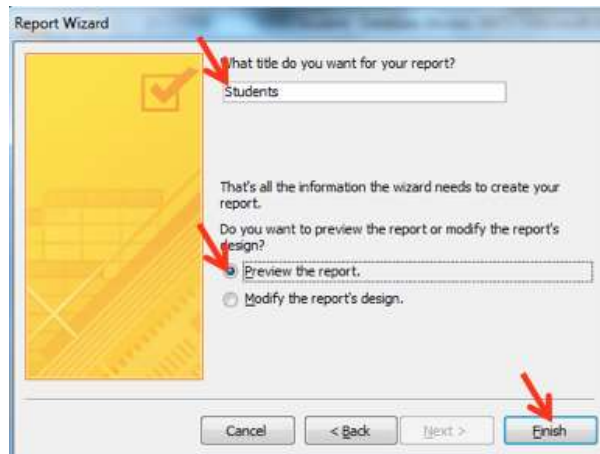 Report Wizard
What title do you want for your report?
Students
That's all the information the wizard needs to create your
report.
Do you want to preview the report or modify the report's
design?
Preview the report.
Modify the report's design.
Cancel
< Back
Next >
Finish